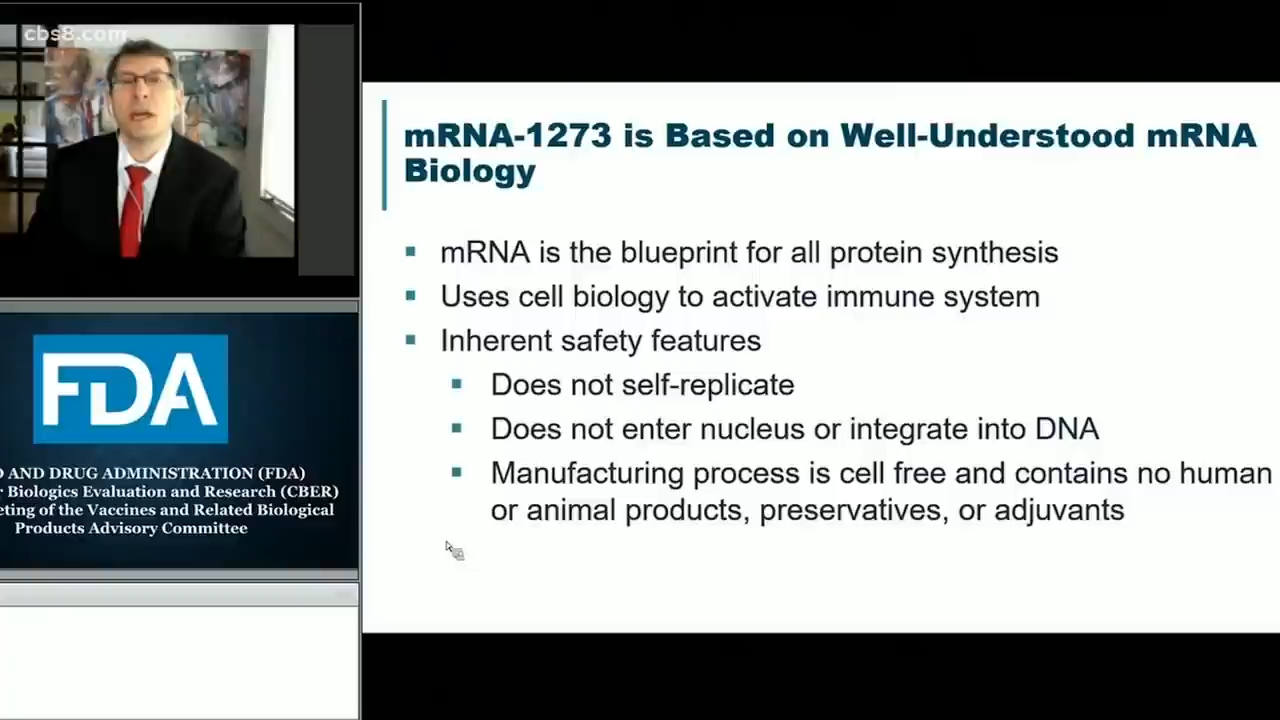 cbs8.com
mRNA-1273 is Based on Well-Understood mRNA
Biology
mRNA is the blueprint for all protein synthesis
Uses cell biology to activate immune system
Inherent safety features
Does not self-replicate
Does not enter nucleus or integrate into DNA
Manufacturing process is cell free and contains no human
or animal products, preservatives, or adjuvants
FDA
AND DRUG ADMINISTRATION (FDA)
Biologics Evaluation and Research (CBER)
of the Vaccines and Related Biological
Products Advisory Committee